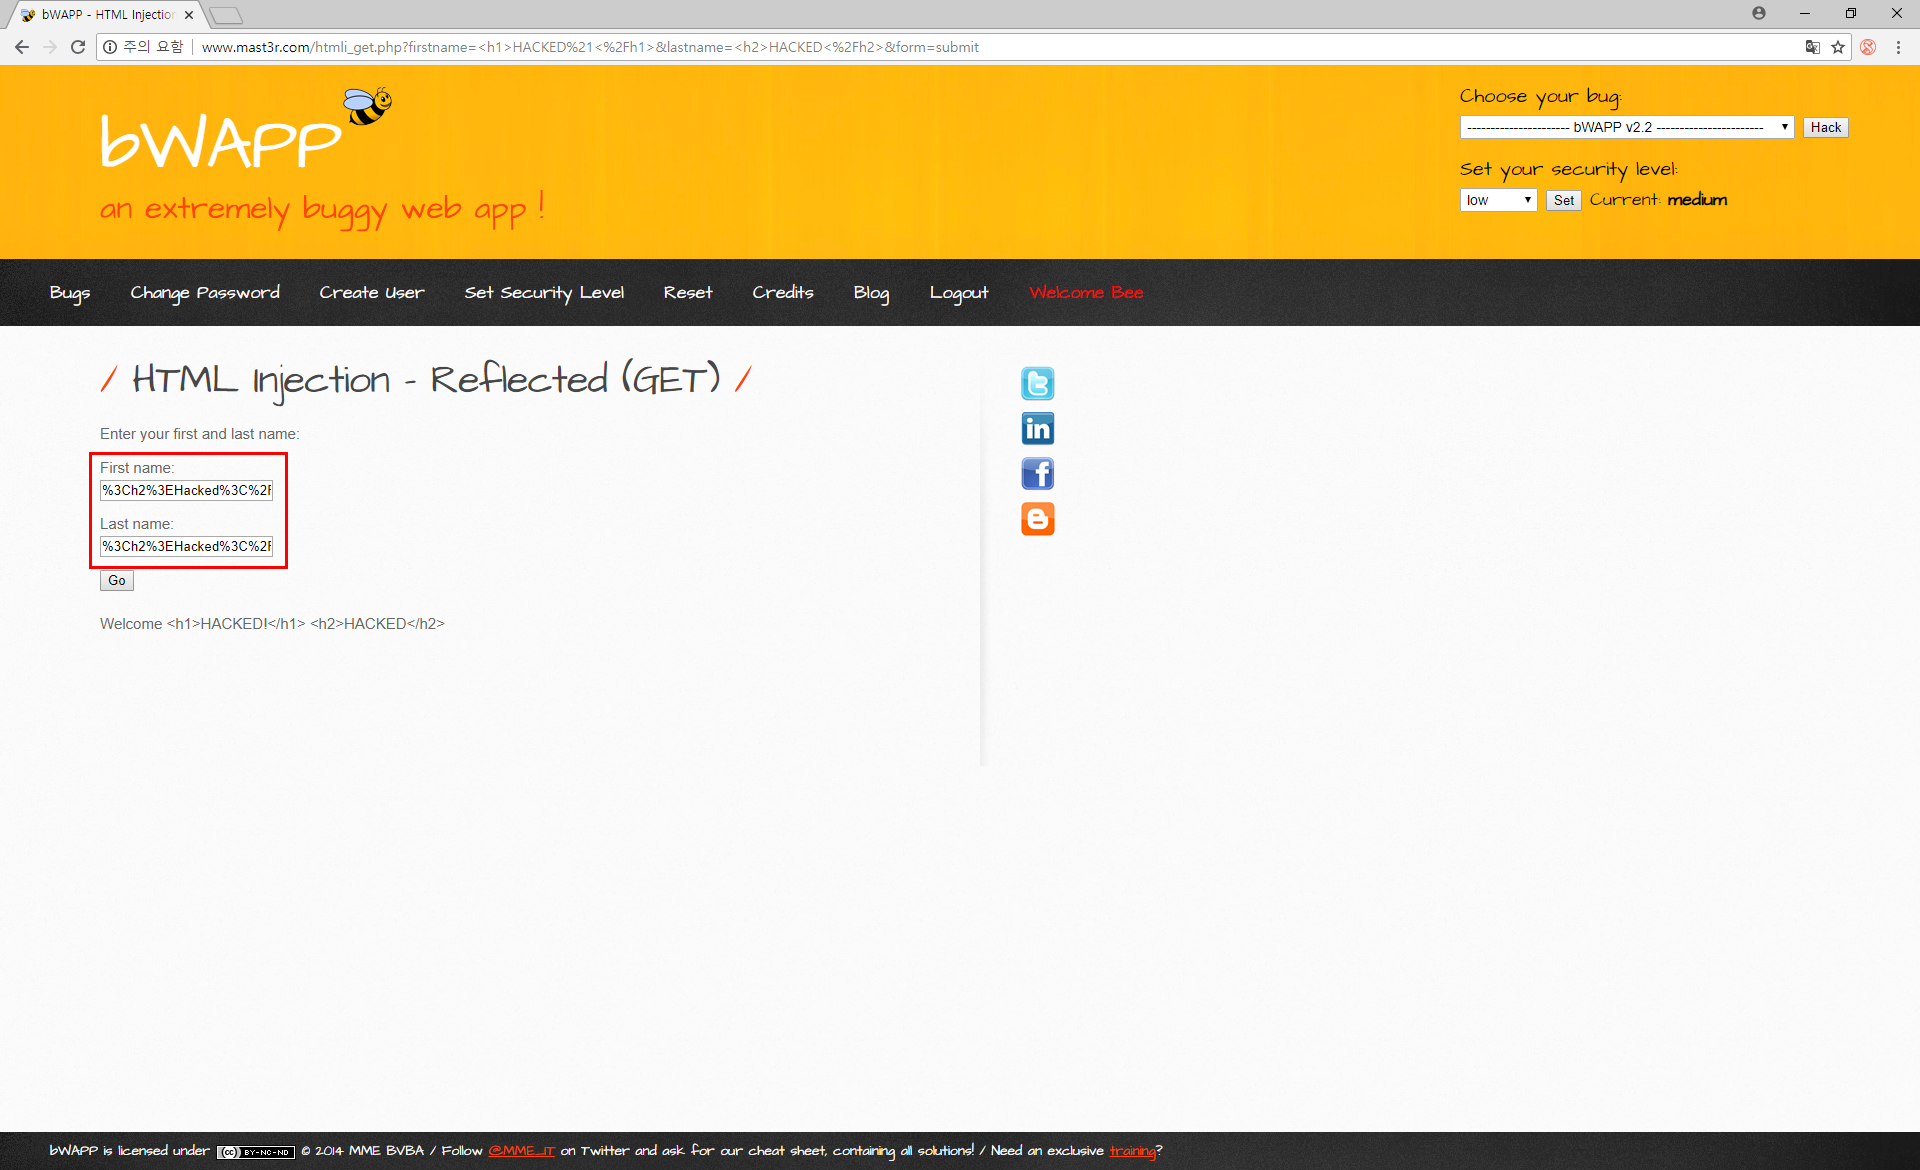 bWAPP - HTML Injection
주의 요함 www.mast3r.com/htmli_get.php?firstname=<h1>HACKED%21<%2Fh1>&lastname=<h2>HACKED<%2Fh2>&form=submit
bWAPP
an extremely buggy web app !
Choose your bug:
---------------------- bWAPP v2.2 ----------------------- Hack
Set your security level:
low Set Current: medium
Bugs Change Password Create User Set Security Level Reset Credits Blog Logout Welcome Bee
/ HTML Injection - Reflected (GET) /
Enter your first and last name:
First name:
%3Ch2%3EHacked%3C%2F
Last name:
%3Ch2%3EHacked%3C%2F
Go
Welcome <h1>HACKED!</h1> <h2>HACKED</h2>
bWAPP is licensed under (cc) BY-NC-ND © 2014 MME BVBA / Follow @MME_IT on Twitter and ask for our cheat sheet, containing all solutions! / Need an exclusive training?